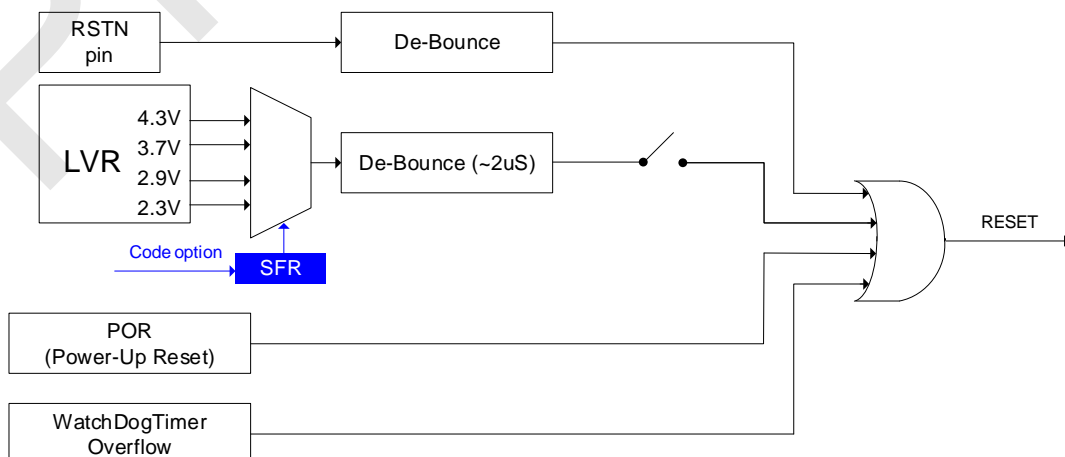 RSTN
pin
De-Bounce
LVR
4.3V
3.7V
2.9V
2.3V
De-Bounce (~2uS)
Code option
SFR
RESET
POR
(Power-Up Reset)
WatchDogTimer
Overflow